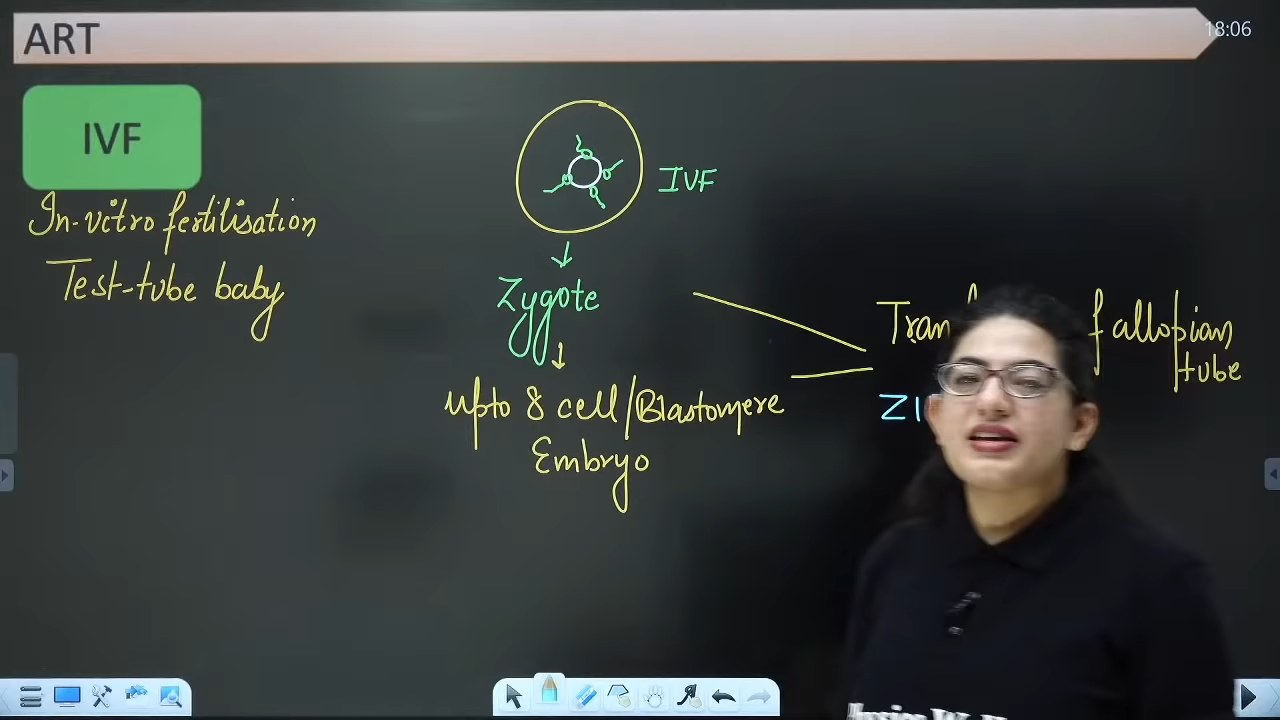 ART
18:06
IVF
In-vitro fertilisation
Test-tube baby
IVF
Zygote
upto 8 cell/Blastomere
Embryo
fallopian
tube